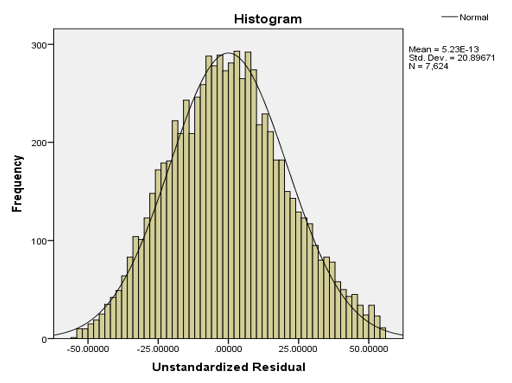 Histogram
Normal
Mean = 5.23E-13
Std. Dev. = 20.89671
N = 7,624
300
200
100
0
Frequency
-50.00000 -25.00000 .00000 25.00000 50.00000
Unstandardized Residual